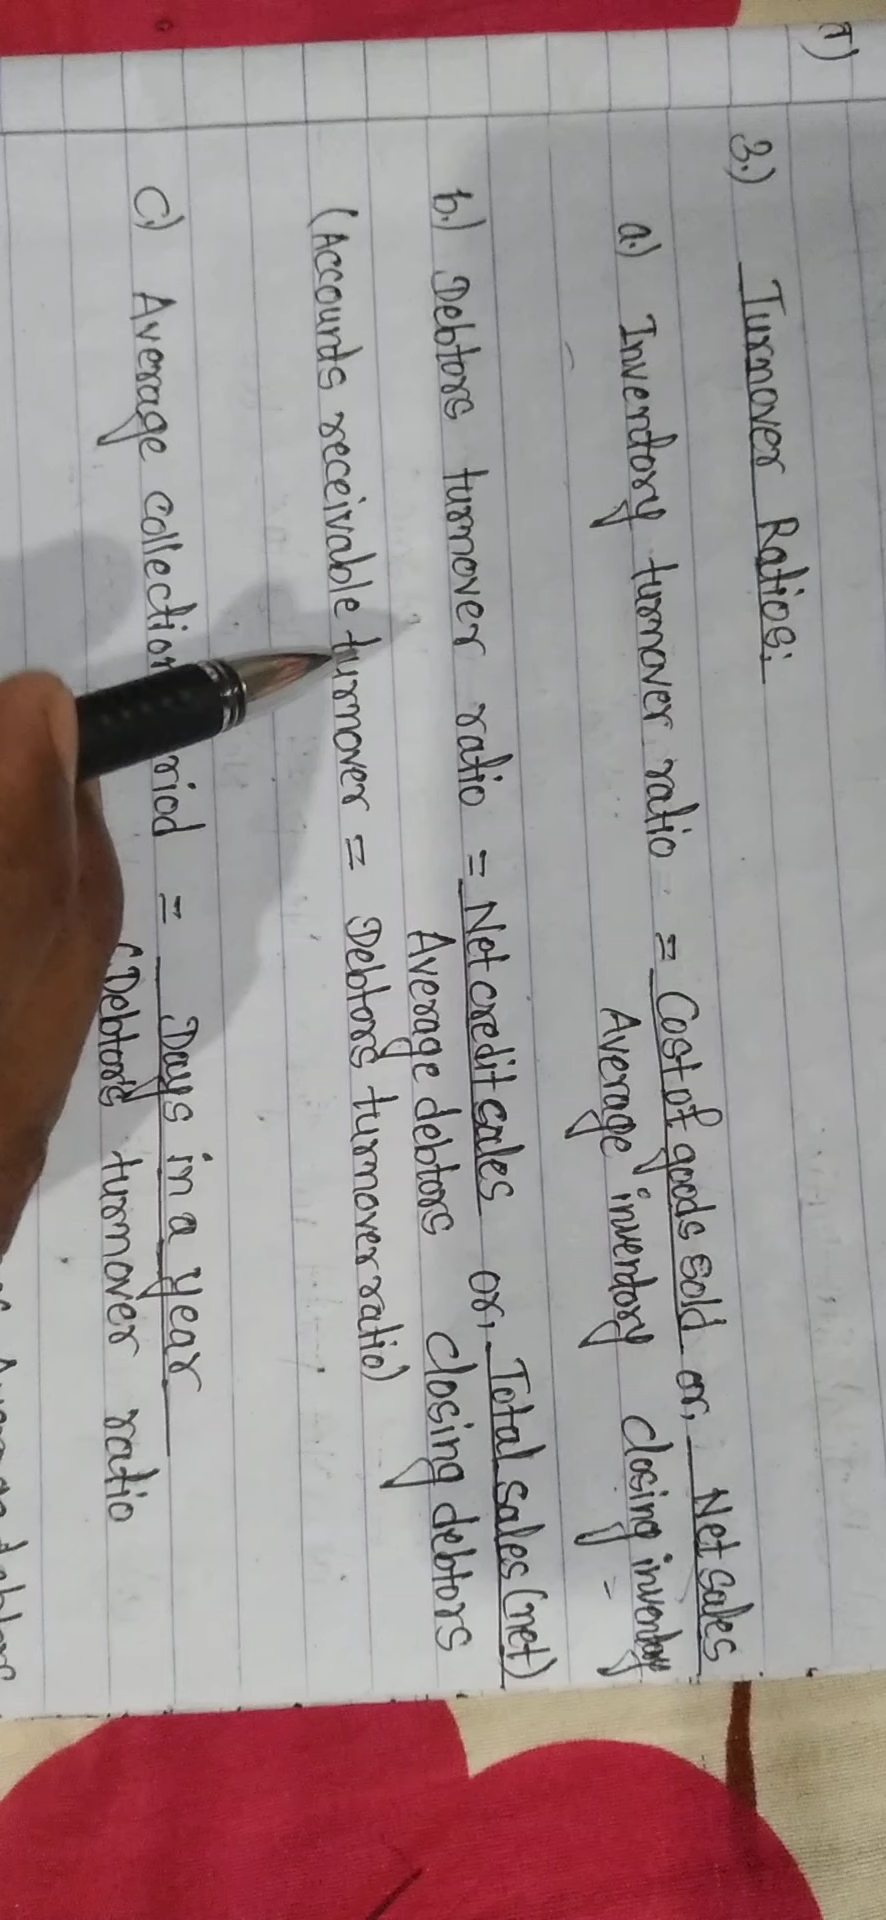 3.) Turnover Ratios:
a.) Inventory turnover ratio = Cost of goods sold or, Net sales
Average inventory closing inventory
b.) Debtors turnover ratio = Net credit sales or, Total sales (net)
Average debtors closing debtors
(Accounts receivable turnover = Debtors turnover ratio)
c.) Average collection riod = Days in a year
(Debtors turnover ratio